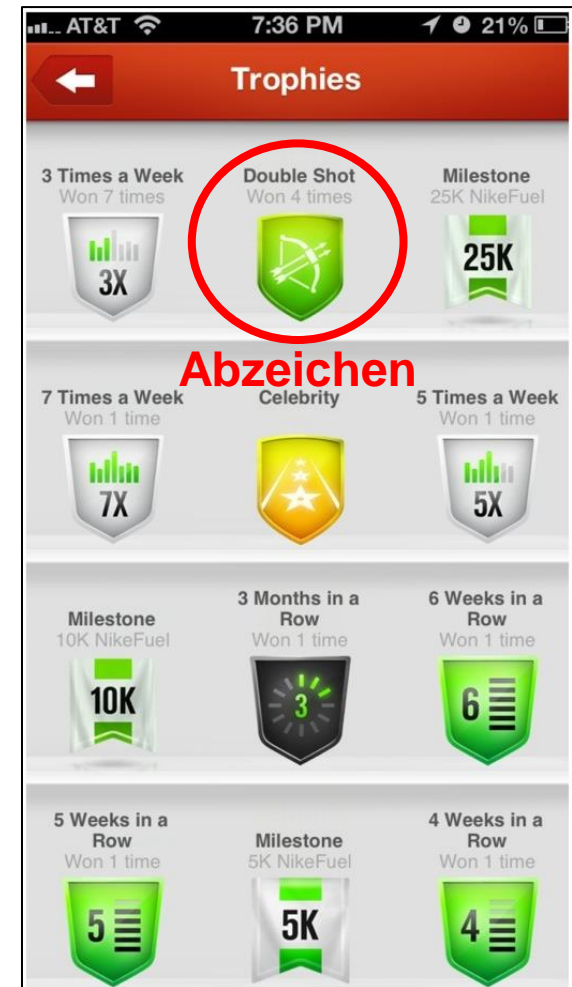 AT&T 7:36 PM 21%
Trophies
3 Times a Week
Won 7 times
3X
Double Shot
Won 4 times
Milestone
25K NikeFuel
25K
Abzeichen
7 Times a Week
Won 1 time
7X
Celebrity
5 Times a Week
Won 1 time
5X
Milestone
10K NikeFuel
10K
3 Months in a
Row
Won 1 time
3
6 Weeks in a
Row
Won 1 time
6
5 Weeks in a
Row
Won 1 time
5
Milestone
5K NikeFuel
5K
4 Weeks in a
Row
Won 1 time
4